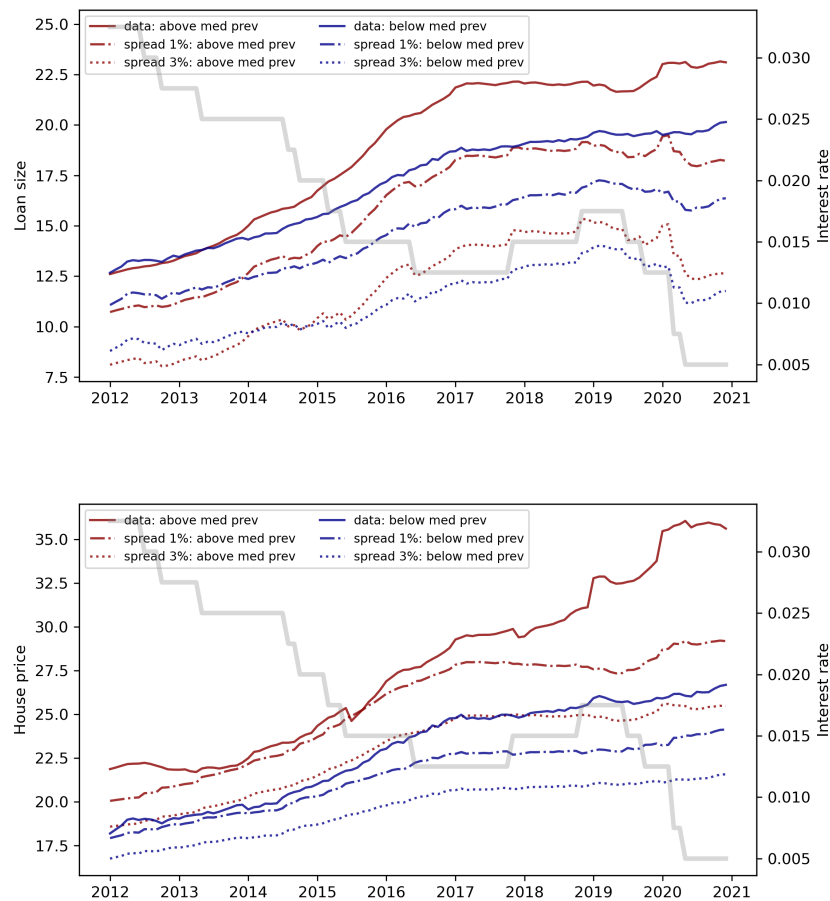 25.0
22.5
20.0
17.5
15.0
12.5
10.0
7.5
Loan size
data: above med prev
spread 1%: above med prev
spread 3%: above med prev
data: below med prev
spread 1%: below med prev
spread 3%: below med prev
0.030
0.025
0.020
0.015
0.010
0.005
Interest rate
2012 2013 2014 2015 2016 2017 2018 2019 2020 2021
35.0
32.5
30.0
27.5
25.0
22.5
20.0
17.5
House price
data: above med prev
spread 1%: above med prev
spread 3%: above med prev
data: below med prev
spread 1%: below med prev
spread 3%: below med prev
0.030
0.025
0.020
0.015
0.010
0.005
Interest rate
2012 2013 2014 2015 2016 2017 2018 2019 2020 2021